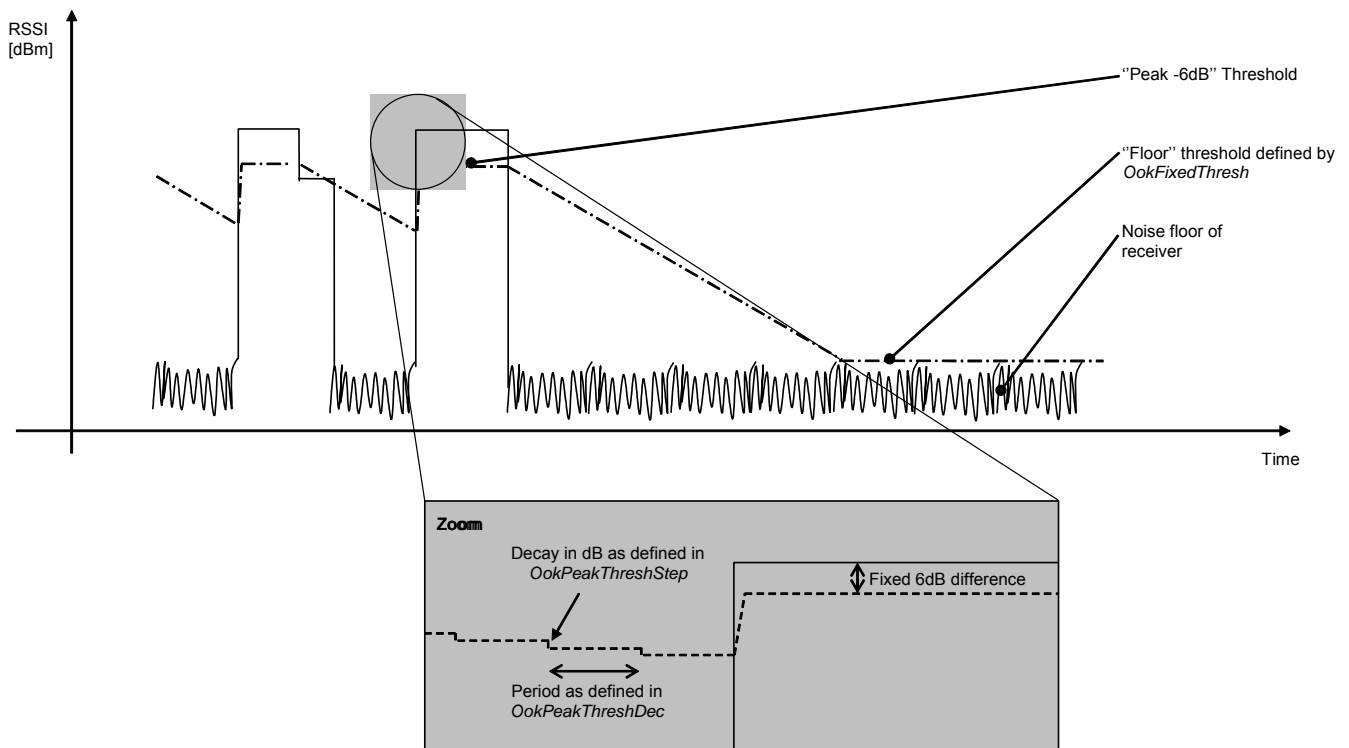 RSSI
[dBm]
‘’Peak -6dB’’ Threshold
‘’Floor’’ threshold defined by
OokFixedThresh
Noise floor of
receiver
Time
Zoom
Decay in dB as defined in
OokPeakThreshStep
Fixed 6dB difference
Period as defined in
OokPeakThreshDec